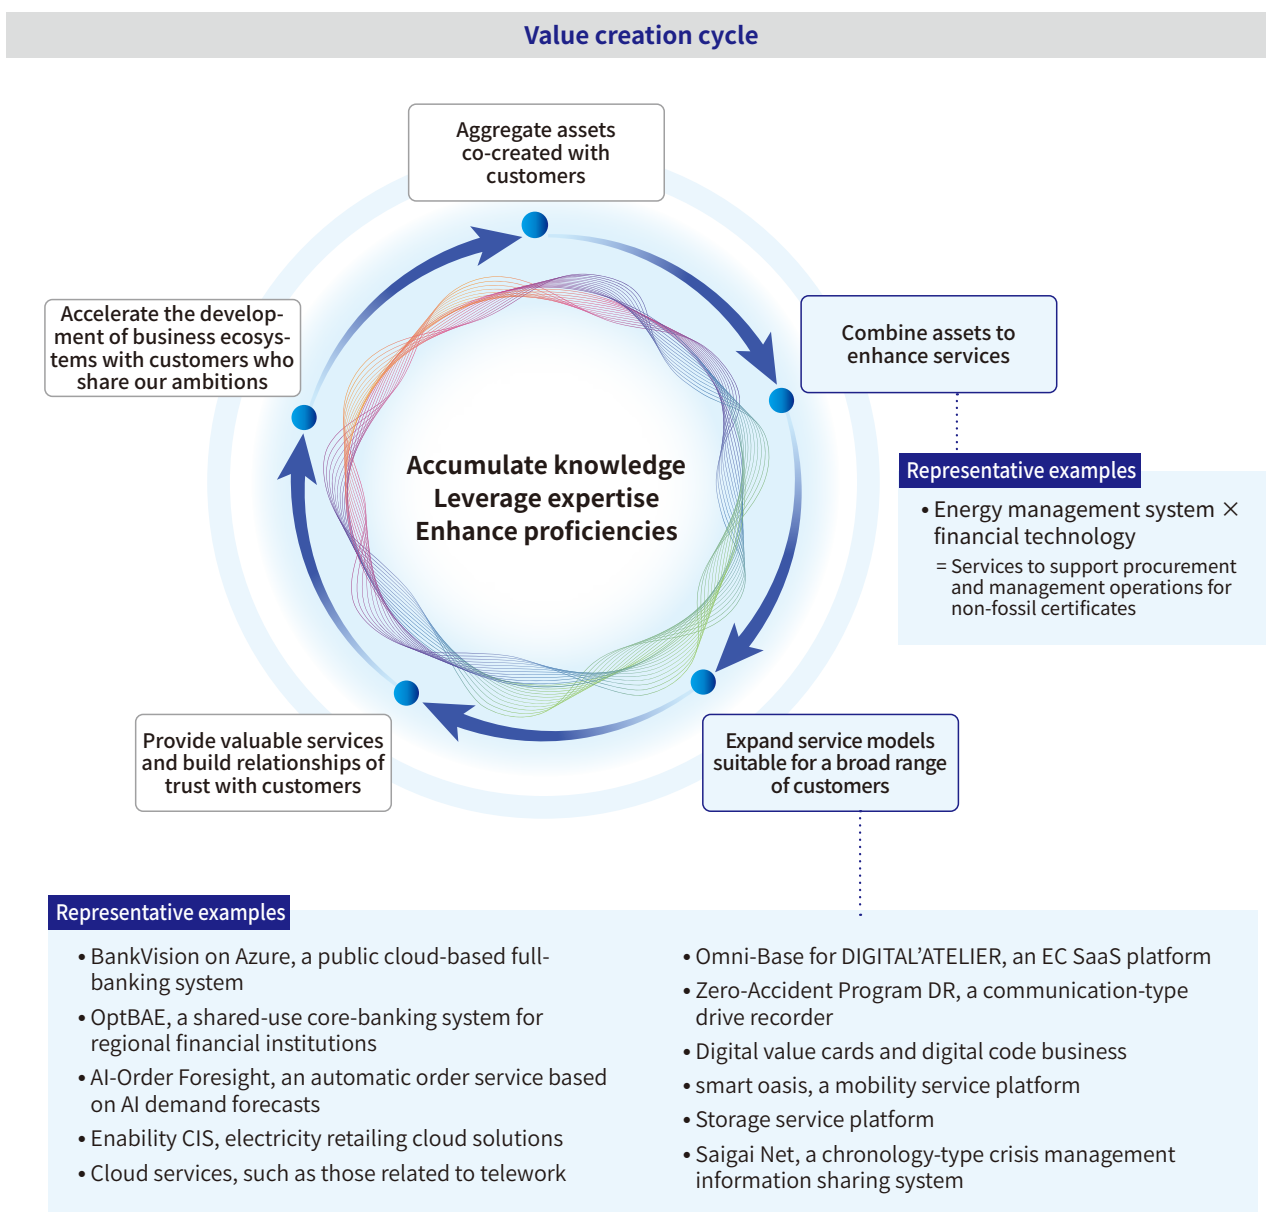 Value creation cycle
Aggregate assets
co-created with
customers
Accelerate the develop-
ment of business ecosys-
tems with customers who
share our ambitions
Combine assets to
enhance services
Accumulate knowledge
Leverage expertise
Enhance proficiencies
Representative examples
• Energy management system ×
financial technology
= Services to support procurement
and management operations for
non-fossil certificates
Provide valuable services
and build relationships of
trust with customers
Expand service models
suitable for a broad range
of customers
Representative examples
• BankVision on Azure, a public cloud-based full-
banking system
• OptBAE, a shared-use core-banking system for
regional financial institutions
• AI-Order Foresight, an automatic order service based
on AI demand forecasts
• Enability CIS, electricity retailing cloud solutions
• Cloud services, such as those related to telework
• Omni-Base for DIGITAL’ATELIER, an EC SaaS platform
• Zero-Accident Program DR, a communication-type
drive recorder
• Digital value cards and digital code business
• smart oasis, a mobility service platform
• Storage service platform
• Saigai Net, a chronology-type crisis management
information sharing system